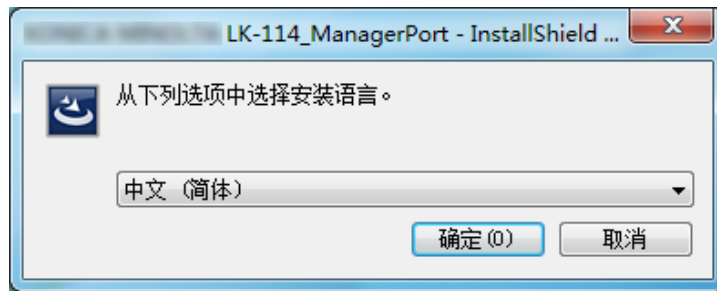 LK-114_ManagerPort - InstallShield ...
从下列选项中选择安装语言。
中文 (简体)
确定(O)
取消